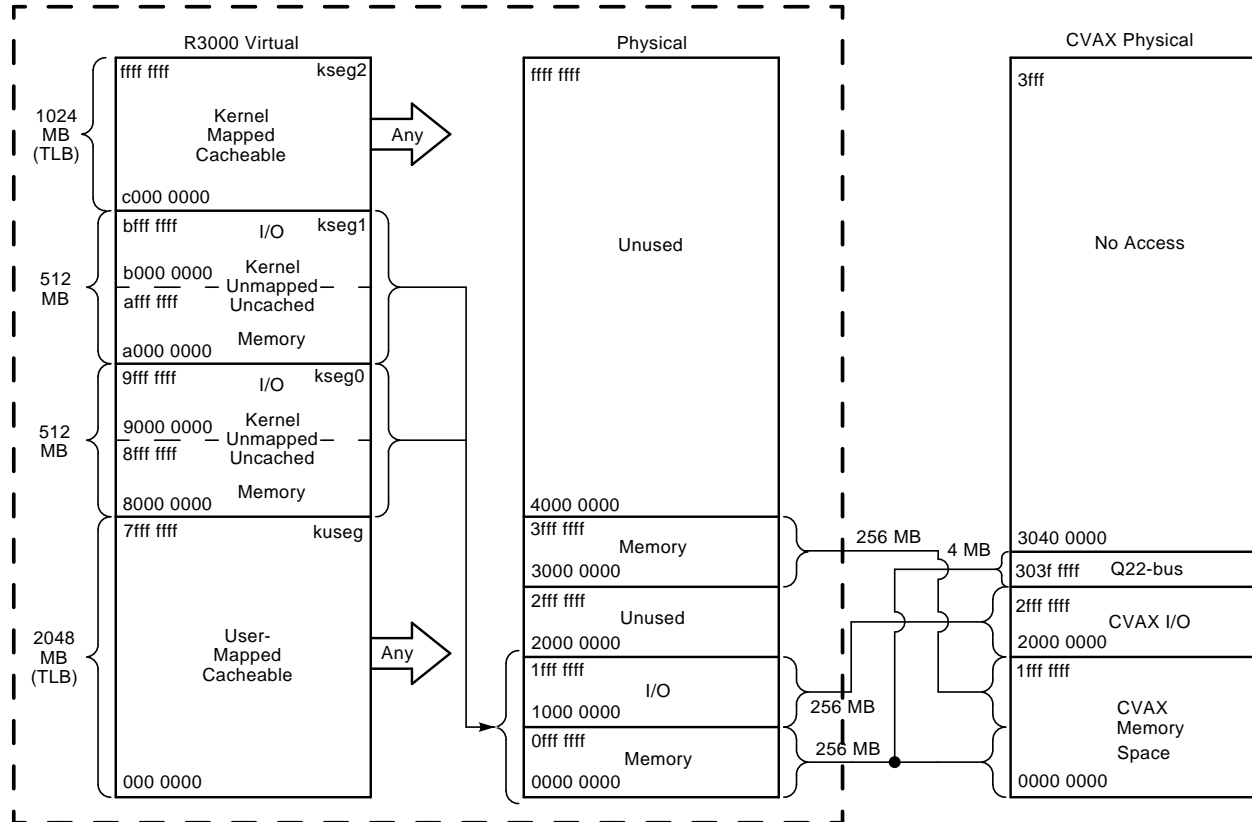 R3000 Virtual
Physical
CVAX Physical
ffff ffff
kseg2
1024
MB
(TLB)
Kernel
Mapped
Cacheable
Any
c000 0000
bfff ffff
I/O
kseg1
512
MB
b000 0000
Kernel
Unmapped
Uncached
afff ffff
Memory
a000 0000
9fff ffff
I/O
kseg0
512
MB
9000 0000
Kernel
Unmapped
Uncached
8fff ffff
Memory
8000 0000
7fff ffff
kuseg
2048
MB
(TLB)
User-
Mapped
Cacheable
Any
000 0000
ffff ffff
Unused
4000 0000
3fff ffff
Memory
3000 0000
2fff ffff
Unused
2000 0000
1fff ffff
I/O
1000 0000
0fff ffff
Memory
0000 0000
256 MB
4 MB
256 MB
256 MB
3fff
No Access
3040 0000
303f ffff
Q22-bus
2fff ffff
CVAX I/O
2000 0000
1fff ffff
CVAX
Memory
Space
0000 0000